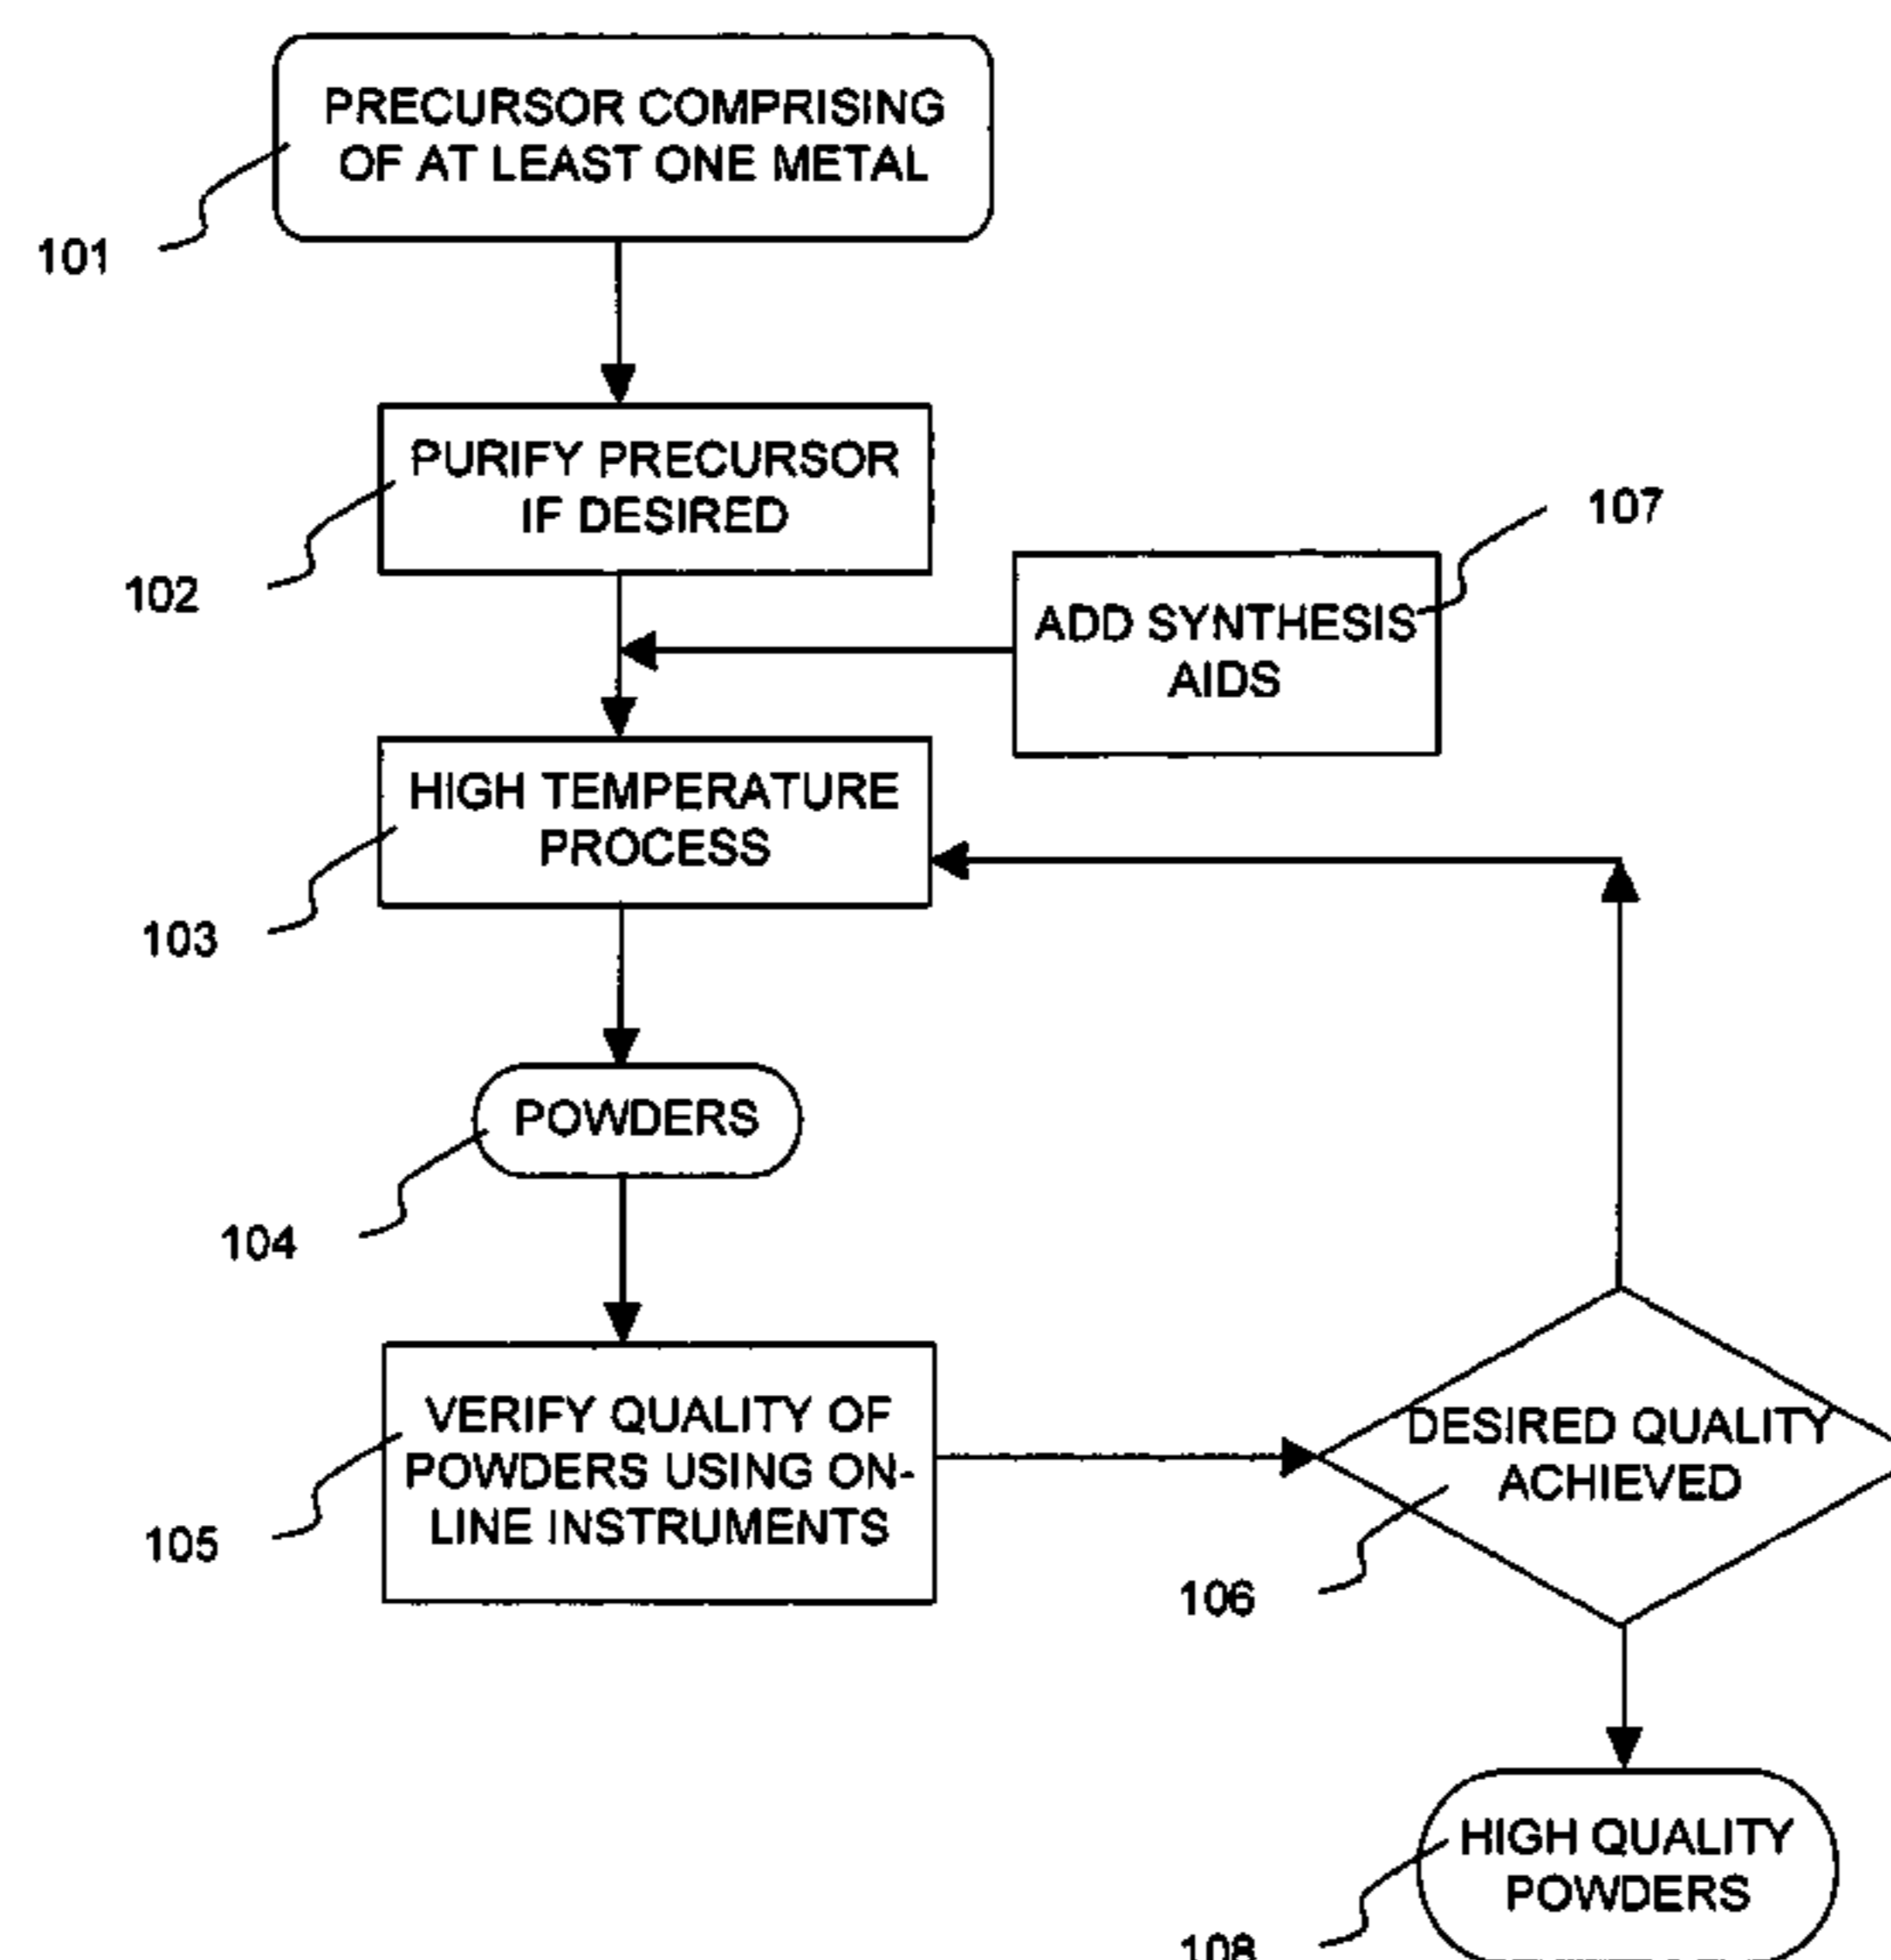 PRECURSOR COMPRISING
OF AT LEAST ONE METAL
101
PURIFY PRECURSOR
IF DESIRED
102
107
ADD SYNTHESIS
AIDS
HIGH TEMPERATURE
PROCESS
103
POWDERS
104
VERIFY QUALITY OF
POWDERS USING ON-
LINE INSTRUMENTS
105
DESIRED QUALITY
ACHIEVED
106
HIGH QUALITY
POWDERS
108